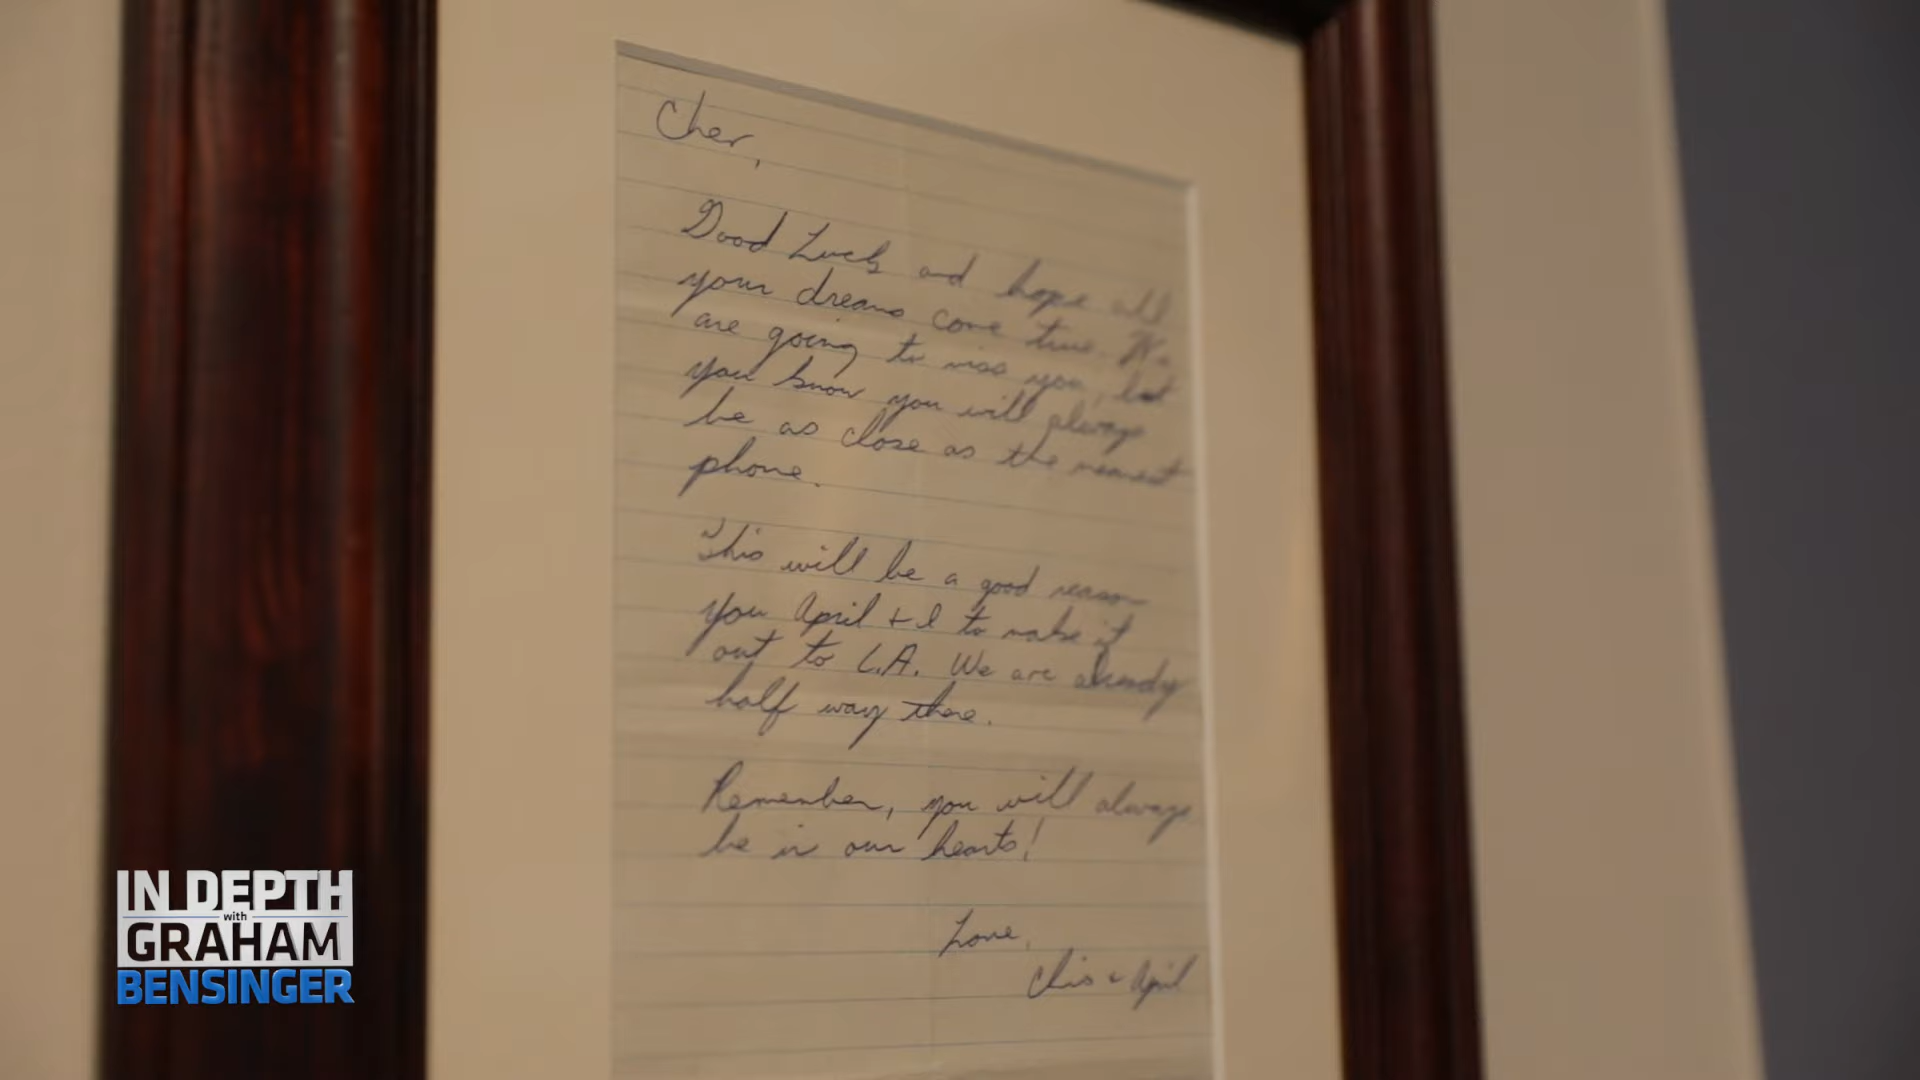 Cher,
Good Luck and hope all
your dreams come true. We
are going to miss you, but
you know you will always
be as close as the nearest
phone.
This will be a good reason
you April + I to make it
out to L.A. We are already
half way there.
Remember, you will always
be in our hearts!
Love,
Chis + April
IN DEPTH
with
GRAHAM
BENSINGER